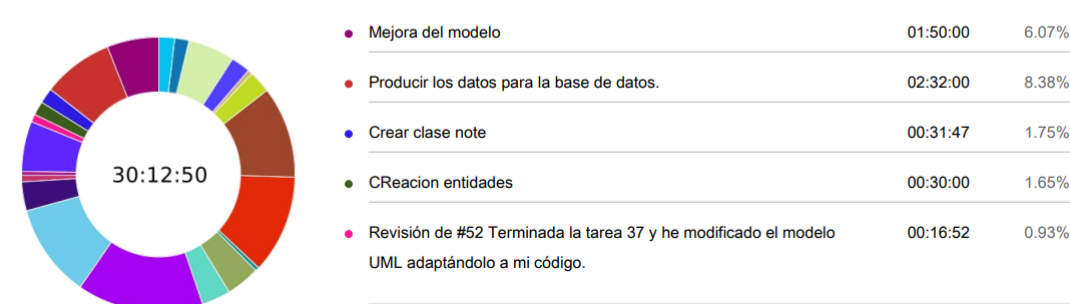 30:12:50
Mejora del modelo 01:50:00 6.07%
Producir los datos para la base de datos. 02:32:00 8.38%
Crear clase note 00:31:47 1.75%
CReacion entidades 00:30:00 1.65%
Revisión de #52 Terminada la tarea 37 y he modificado el modelo 00:16:52 0.93%
UML adaptándolo a mi código.